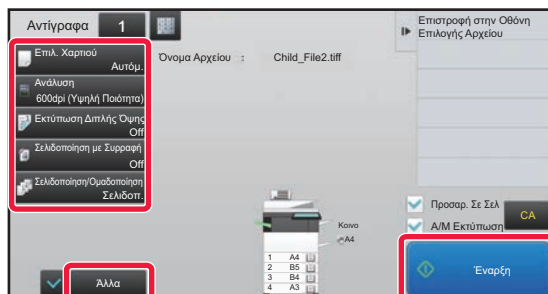 Αντίγραφα 1
Επιλ. Χαρτιού
Αυτόμ.
Ανάλυση
600dpi (Υψηλή Ποιότητα)
Εκτύπωση Διπλής Όψης
Off
Σελιδοποίηση με Συρραφή
Off
Σελιδοποίηση/Ομαδοποίηση
Σελιδοπ.
Άλλα
Όνομα Αρχείου : Child_File2.tiff
Κοινο
A4
1 A4
2 B5
3 B4
4 A3
Επιστροφή στην Οθόνη
Επιλογής Αρχείου
Προσαρ. Σε Σελ
Α/Μ Εκτύπωση
CA
Έναρξη